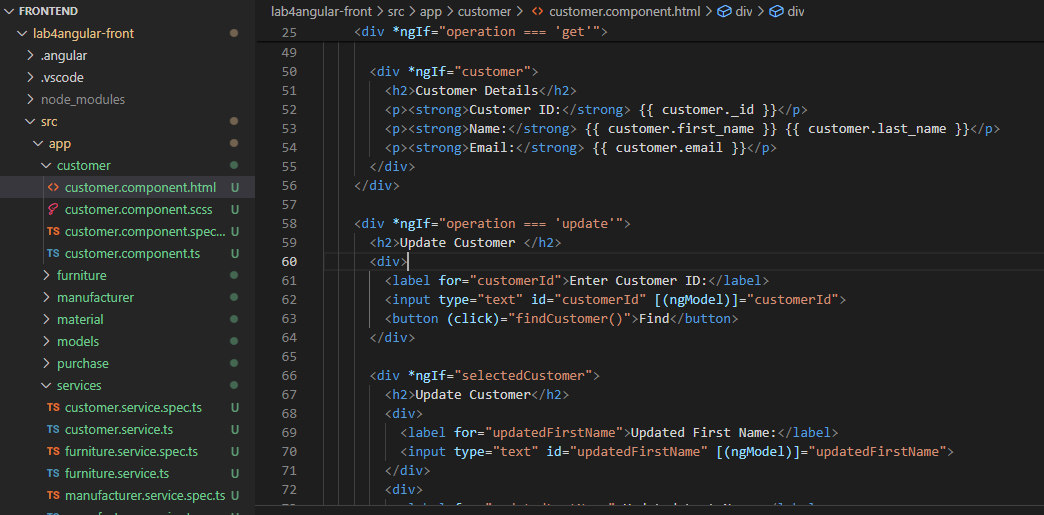 FRONTEND
lab4angular-front
.angular
.vscode
node_modules
src
app
customer
customer.component.html U
customer.component.scss U
TS customer.component.spec... U
TS customer.component.ts U
furniture
manufacturer
material
models
purchase
services
TS customer.service.spec.ts U
TS customer.service.ts U
TS furniture.service.spec.ts U
TS furniture.service.ts U
TS manufacturer.service.spec.ts U
lab4angular-front > src > app > customer > <> customer.component.html > div > div
25 <div *ngIf="operation === 'get'">
49
50 <div *ngIf="customer">
51 <h2>Customer Details</h2>
52 <p><strong>Customer ID:</strong> {{ customer._id }}</p>
53 <p><strong>Name:</strong> {{ customer.first_name }} {{ customer.last_name }}</p>
54 <p><strong>Email:</strong> {{ customer.email }}</p>
55 </div>
56 </div>
57
58 <div *ngIf="operation === 'update'">
59 <h2>Update Customer </h2>
60 <div>
61 <label for="customerId">Enter Customer ID:</label>
62 <input type="text" id="customerId" [(ngModel)]="customerId">
63 <button (click)="findCustomer()">Find</button>
64 </div>
65
66 <div *ngIf="selectedCustomer">
67 <h2>Update Customer</h2>
68 <div>
69 <label for="updatedFirstName">Updated First Name:</label>
70 <input type="text" id="updatedFirstName" [(ngModel)]="updatedFirstName">
71 </div>
72 <div>